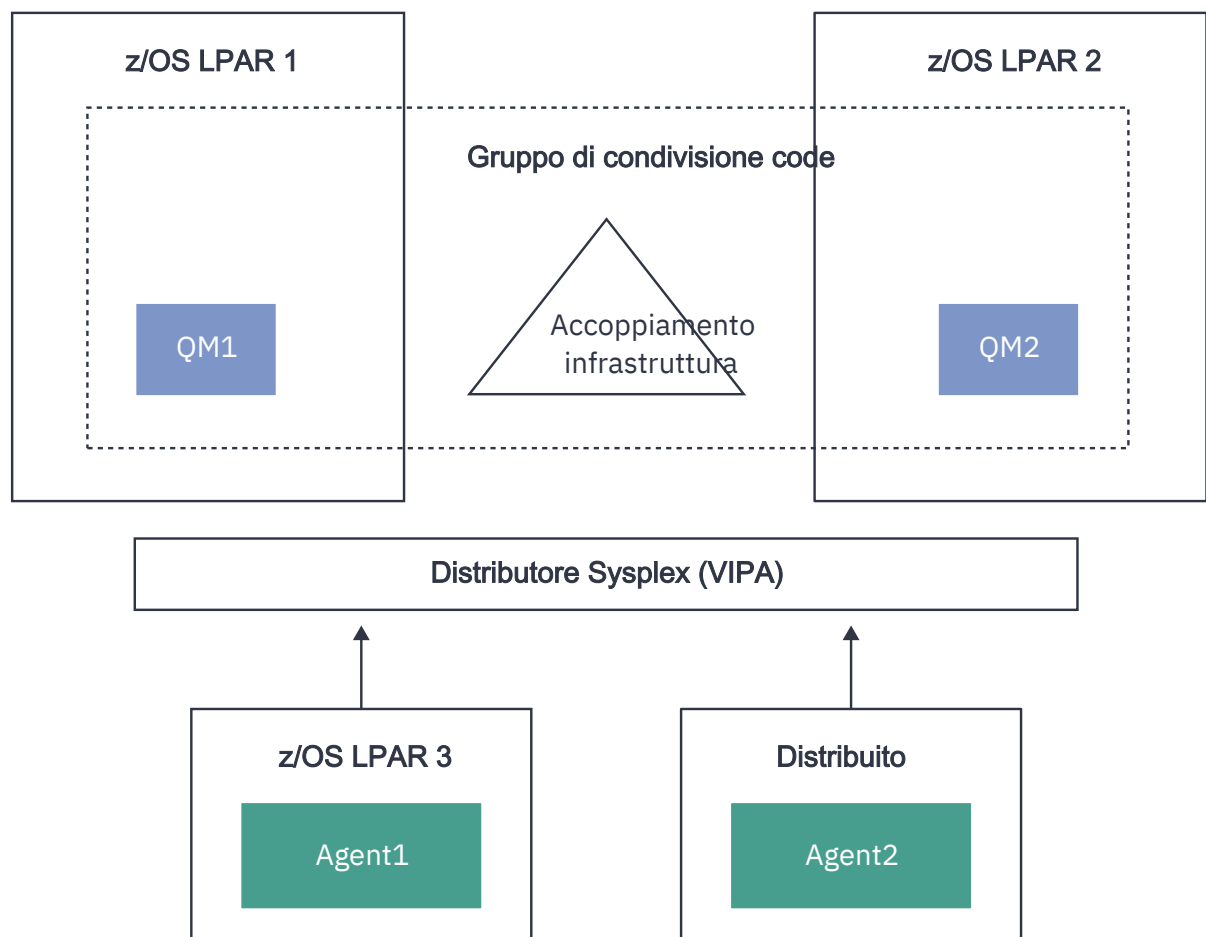 z/OS LPAR 1
z/OS LPAR 2
Gruppo di condivisione code
Accoppiamento
infrastruttura
QM1
QM2
Distributore Sysplex (VIPA)
z/OS LPAR 3
Distribuito
Agent1
Agent2